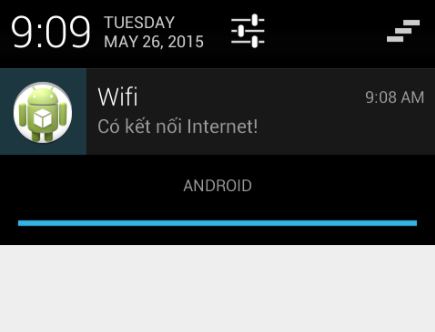 9:09
TUESDAY
MAY 26, 2015
Wifi
9:08 AM
Có kết nối Internet!
ANDROID